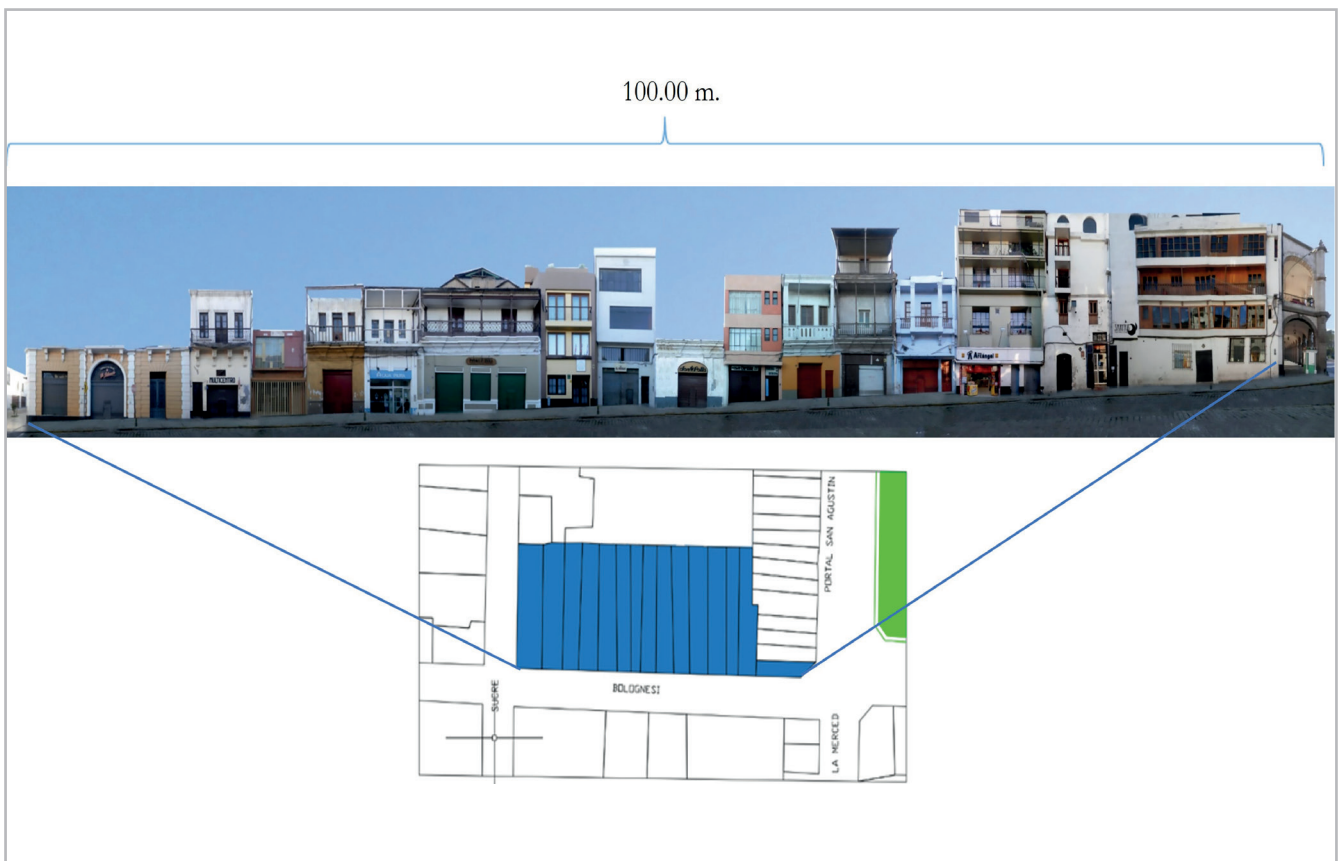 100.00 m.
MULTICENTRO
PORTAL SAN AGUSTIN
BOLOGNESI
SUCRE
LA MERCED